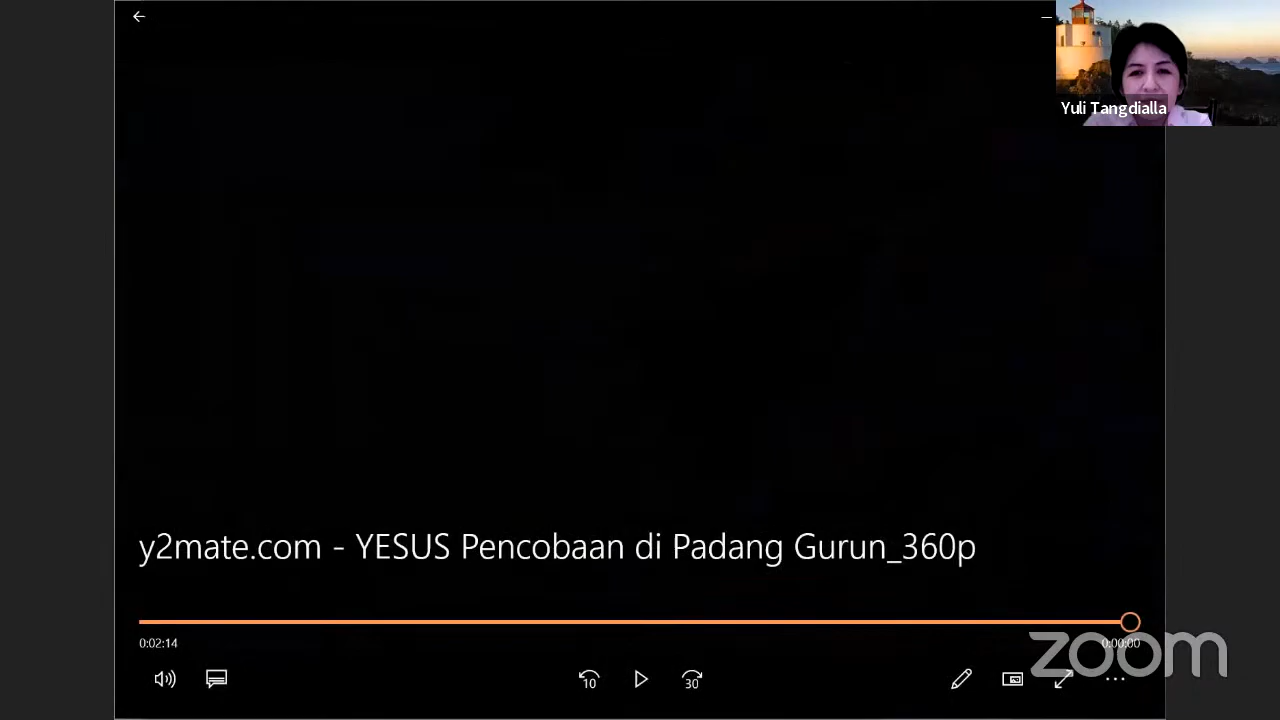 Yuli Tangdialla
y2mate.com - YESUS Pencobaan di Padang Gurun_360p
0:02:14
0:00:00
10
30
zoom